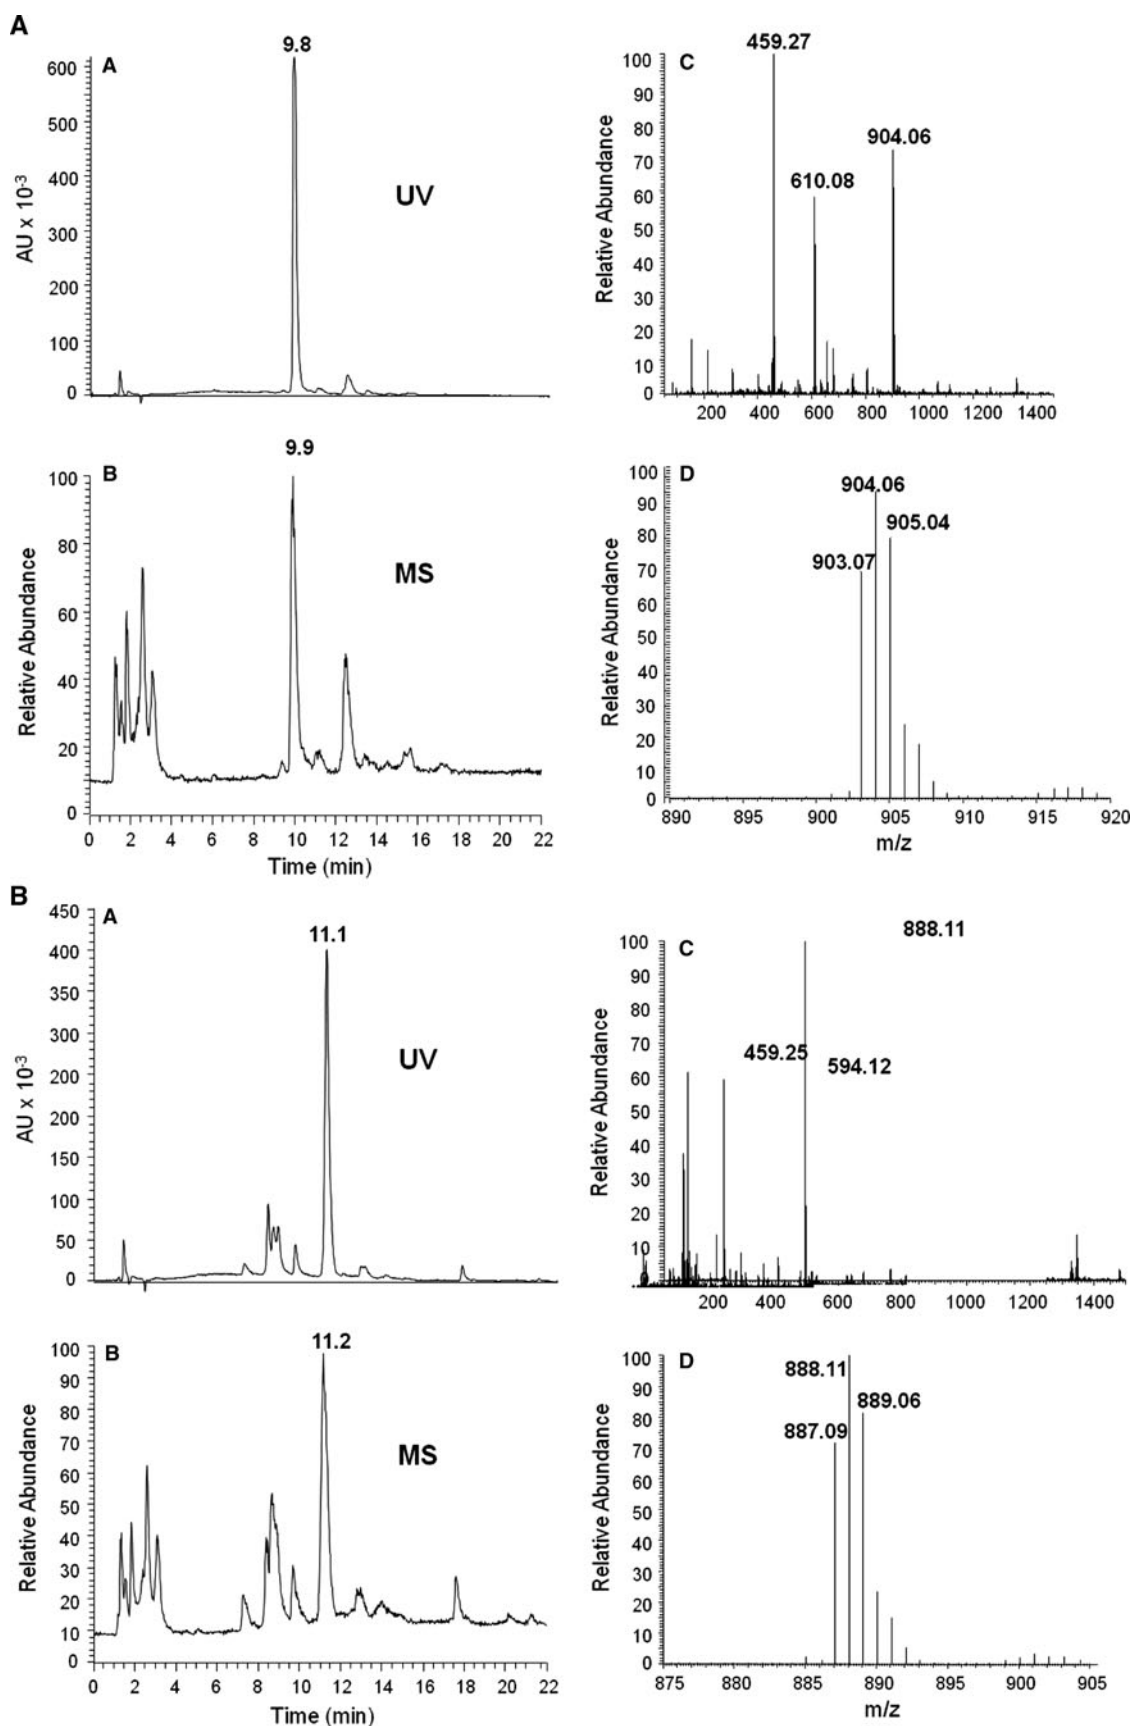 A
A
9.8
600
500
400
300
200
100
0
AU x 10-3
UV
C
459.27
904.06
610.08
100
90
80
70
60
50
40
30
20
10
0
Relative Abundance
200 400 600 800 1000 1200 1400
B
9.9
100
80
60
40
20
0
Relative Abundance
MS
0 2 4 6 8 10 12 14 16 18 20 22
Time (min)
D
904.06
905.04
903.07
100
90
80
70
60
50
40
30
20
10
0
Relative Abundance
890 895 900 905 910 915 920
m/z
B
A
11.1
450
400
350
300
200
200
150
100
50
0
AU x 10-3
UV
C
888.11
459.25
594.12
100
90
80
70
60
50
40
30
20
10
0
Relative Abundance
200 400 600 800 1000 1200 1400
B
11.2
100
90
80
70
60
50
40
30
20
10
0
Relative Abundance
MS
0 2 4 6 8 10 12 14 16 18 20 22
Time (min)
D
888.11
889.06
887.09
100
90
80
70
60
50
40
30
20
10
0
Relative Abundance
875 880 885 890 895 900 905
m/z